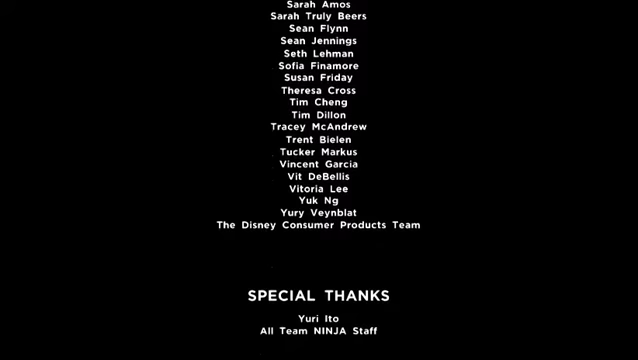 Sarah Amos
Sarah Truly Beers
Sean Flynn
Sean Jennings
Seth Lehman
Sofia Finamore
Susan Friday
Theresa Cross
Tim Cheng
Tim Dillon
Tracey McAndrew
Trent Bielen
Tucker Markus
Vincent Garcia
Vit DeBellis
Vitoria Lee
Yuk Ng
Yury Veynblat
The Disney Consumer Products Team
SPECIAL THANKS
Yuri Ito
All Team NINJA Staff